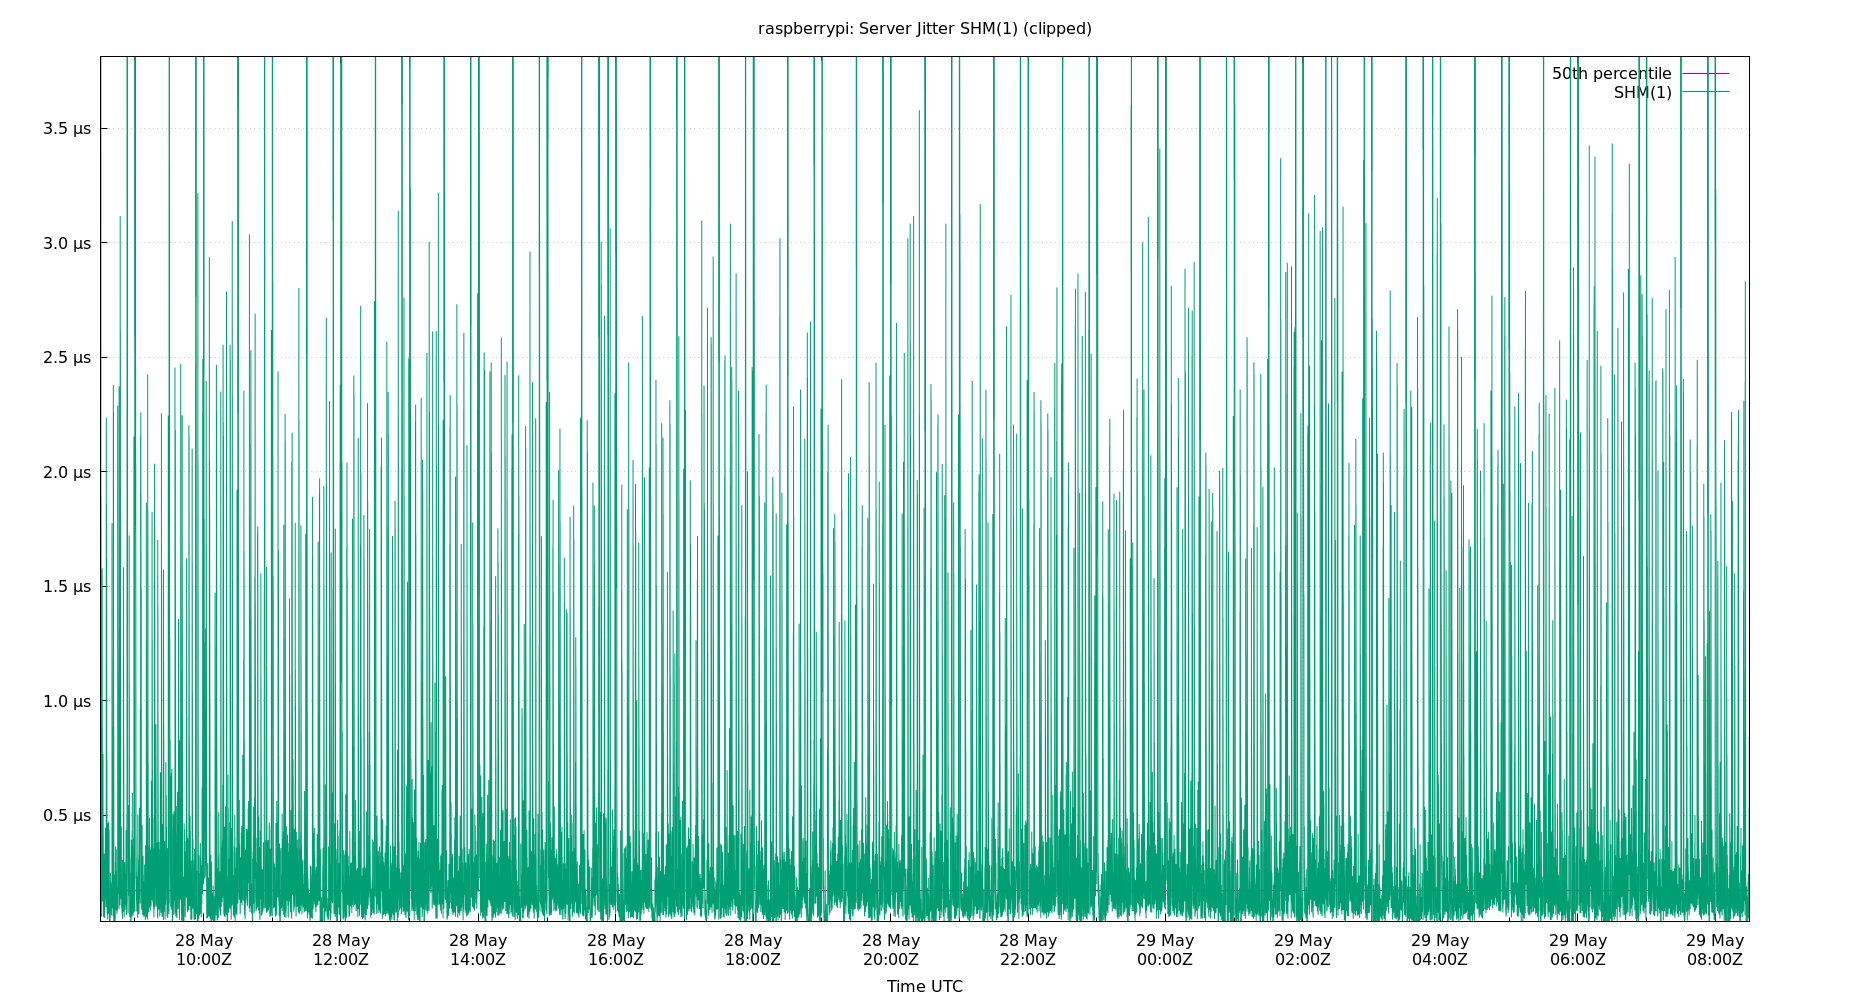 raspberrypi: Server Jitter SHM(1) (clipped)
50th percentile
SHM(1)
3.5 µs
3.0 µs
2.5 µs
2.0 µs
1.5 µs
1.0 µs
0.5 µs
28 May 28 May 28 May 28 May 28 May 28 May 28 May 29 May 29 May 29 May 29 May 29 May
10:00Z 12:00Z 14:00Z 16:00Z 18:00Z 20:00Z 22:00Z 00:00Z 02:00Z 04:00Z 06:00Z 08:00Z
Time UTC